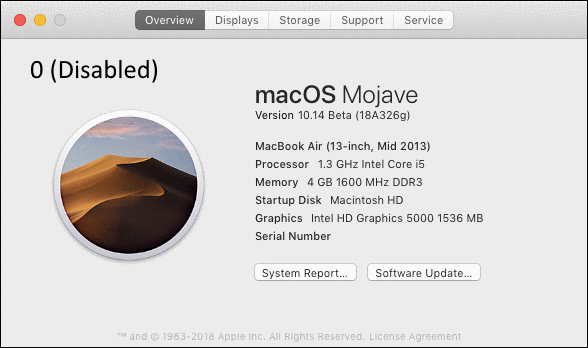 Overview Displays Storage Support Service
0 (Disabled)
macOS Mojave
Version 10.14 Beta (18A326g)
MacBook Air (13-inch, Mid 2013)
Processor 1.3 GHz Intel Core i5
Memory 4 GB 1600 MHz DDR3
Startup Disk Macintosh HD
Graphics Intel HD Graphics 5000 1536 MB
Serial Number
System Report... Software Update...
™ and © 1983-2018 Apple Inc. All Rights Reserved. License Agreement